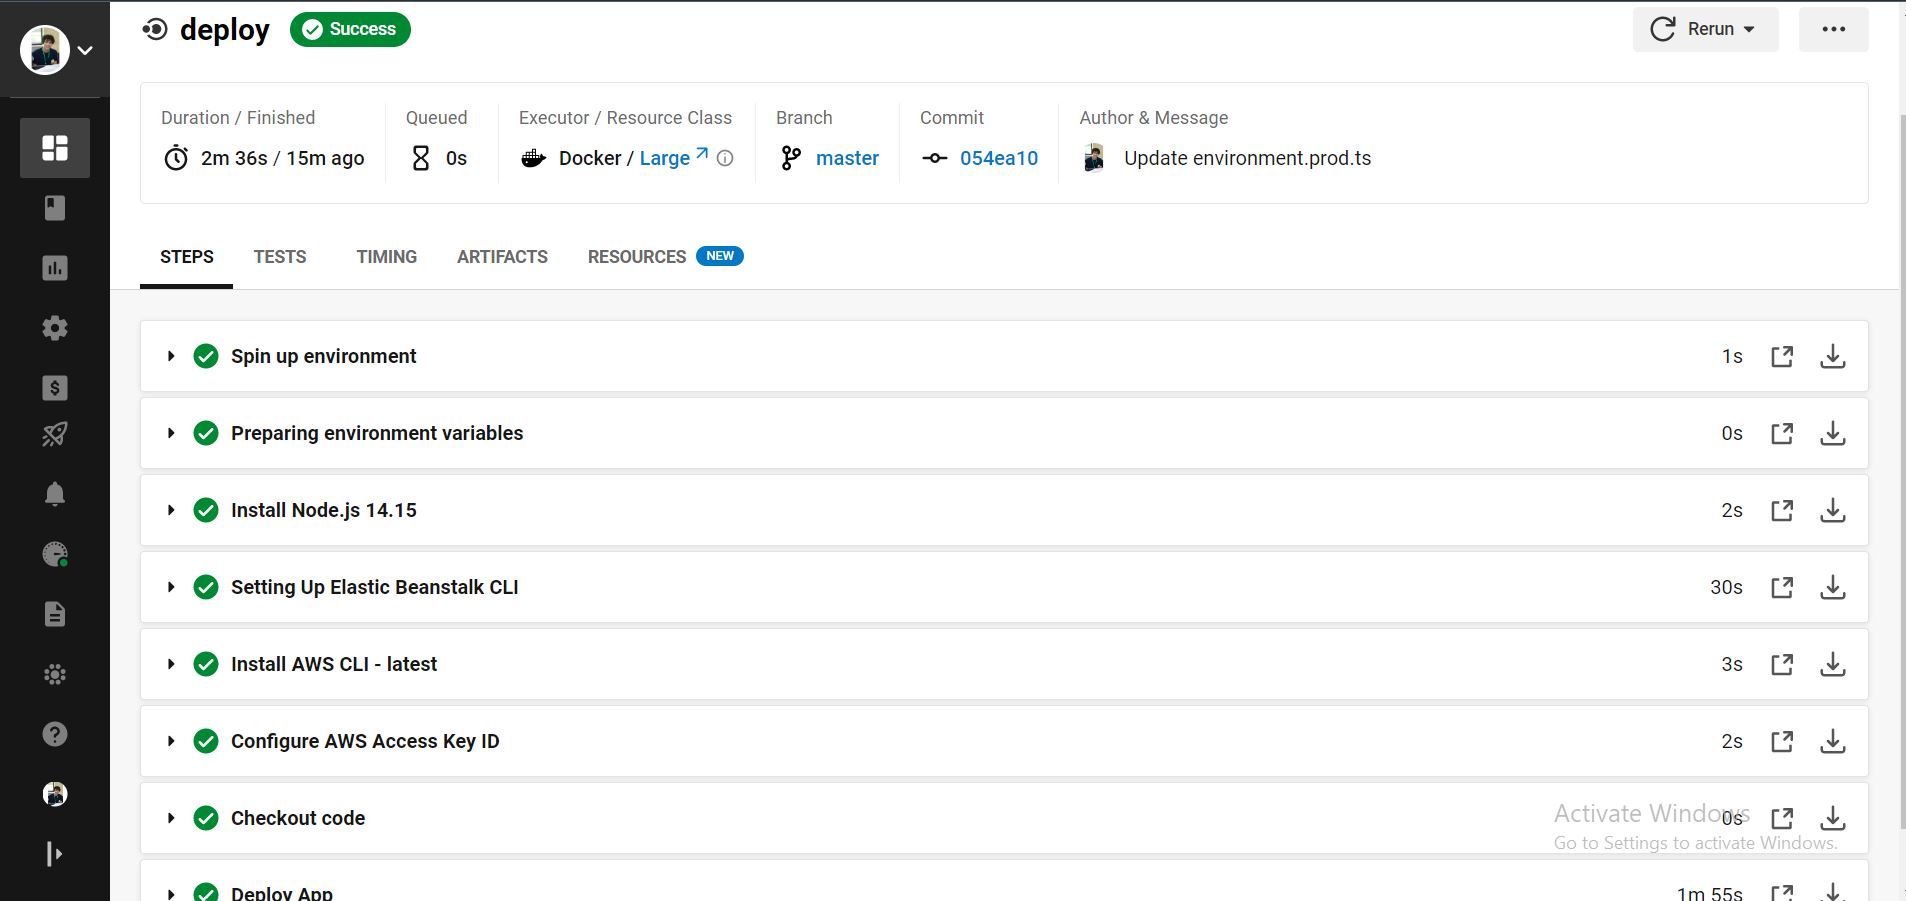 deploy Success Rerun
Duration / Finished Queued Executor / Resource Class Branch Commit Author & Message
2m 36s / 15m ago 0s Docker / Large master 054ea10 Update environment.prod.ts
STEPS TESTS TIMING ARTIFACTS RESOURCES NEW
Spin up environment 1s
Preparing environment variables 0s
Install Node.js 14.15 2s
Setting Up Elastic Beanstalk CLI 30s
Install AWS CLI - latest 3s
Configure AWS Access Key ID 2s
Checkout code 0s
Activate Windows
Go to Settings to activate Windows.
Deploy App 1m 55s